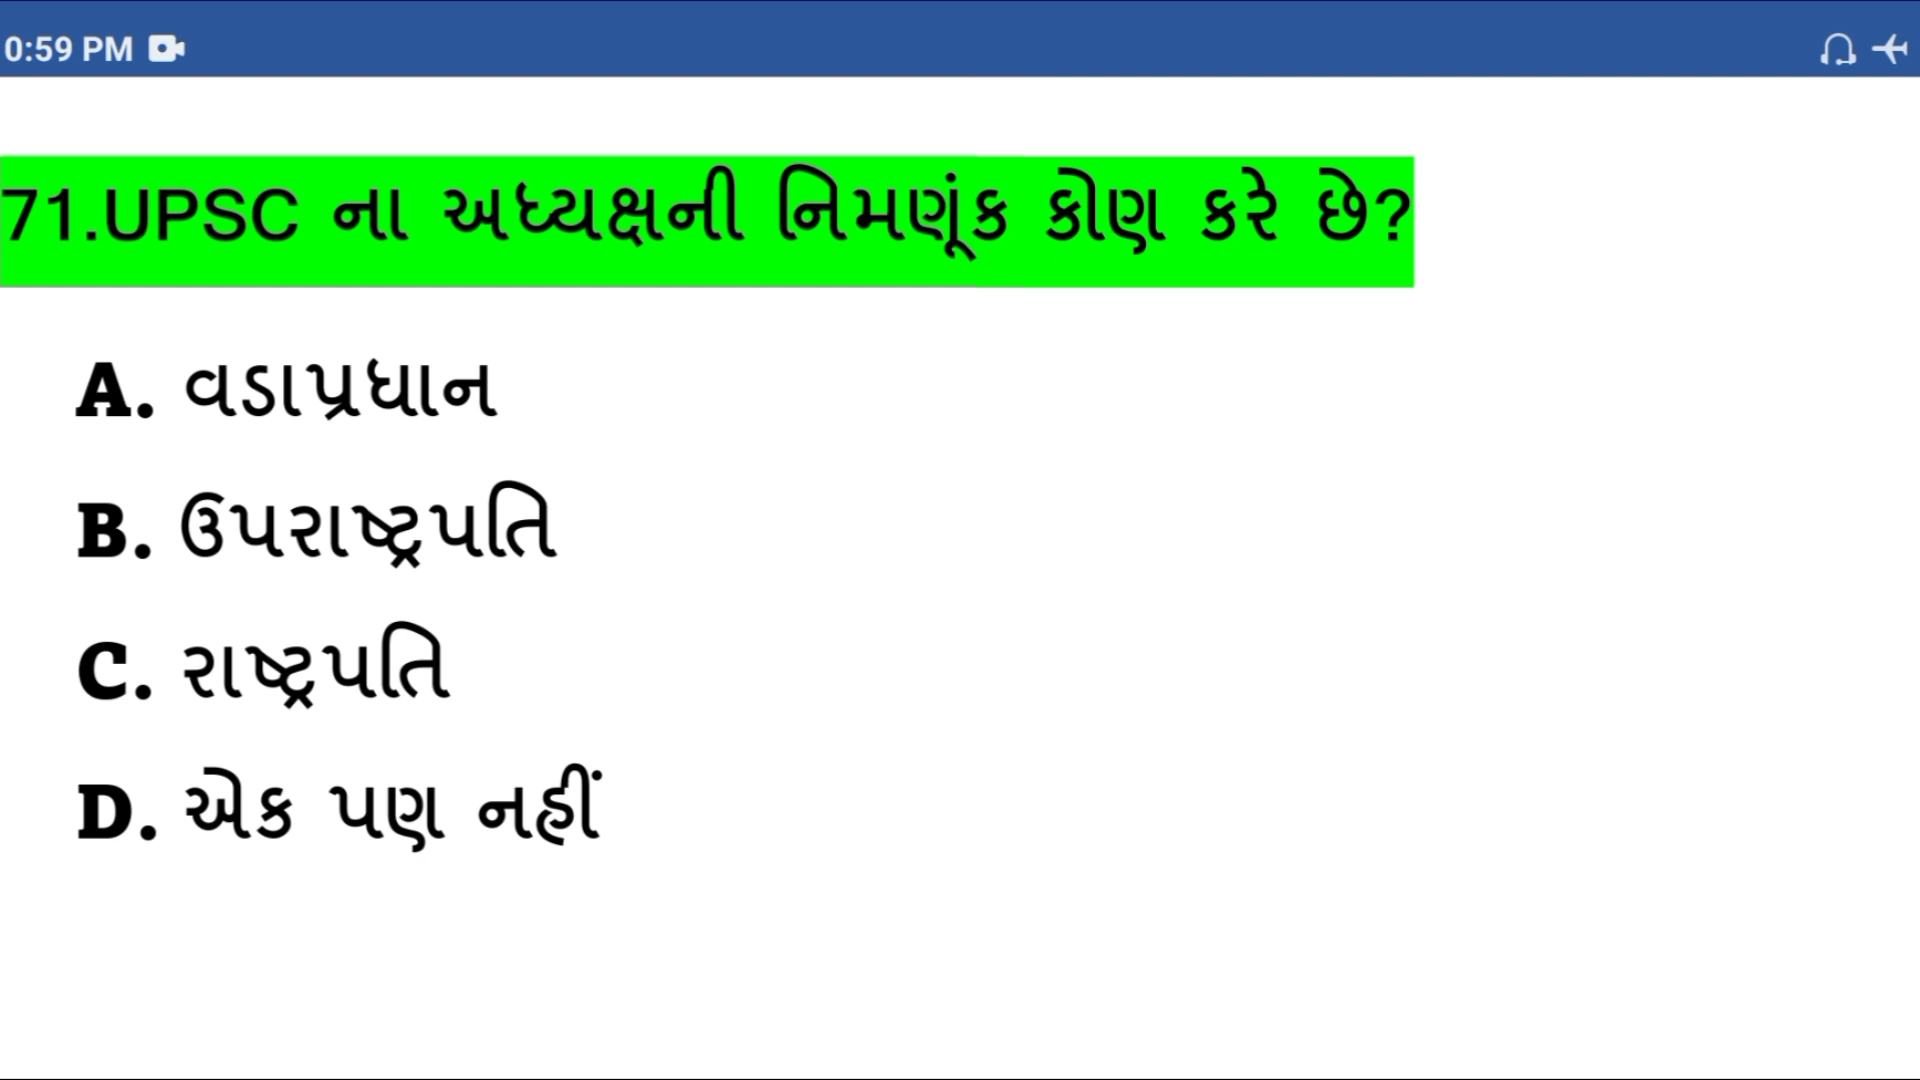 0:59 PM
71.UPSC ના અધ્યક્ષની નિમણૂંક કોણ કરે છે?
A. વડાપ્રધાન
B. ઉપરાષ્ટ્રપતિ
C. રાષ્ટ્રપતિ
D. એક પણ નહીં